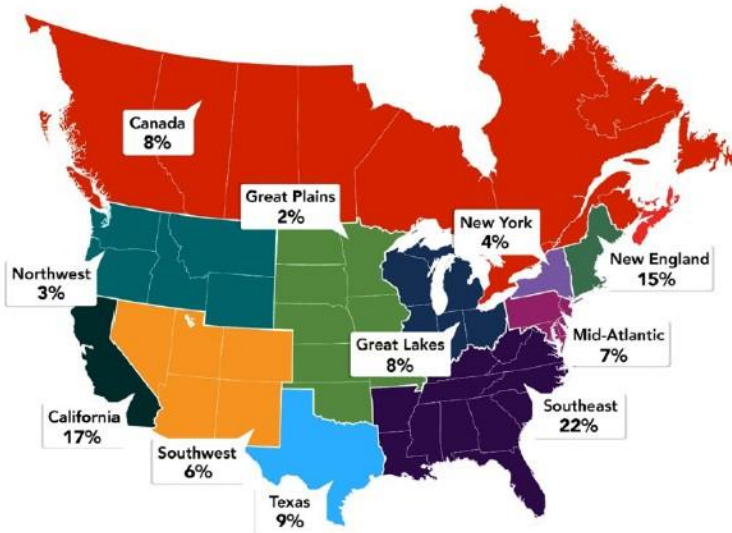 Canada
8%
Great Plains
2%
New York
4%
New England
15%
Northwest
3%
Great Lakes
8%
Mid-Atlantic
7%
California
17%
Southeast
22%
Southwest
6%
Texas
9%